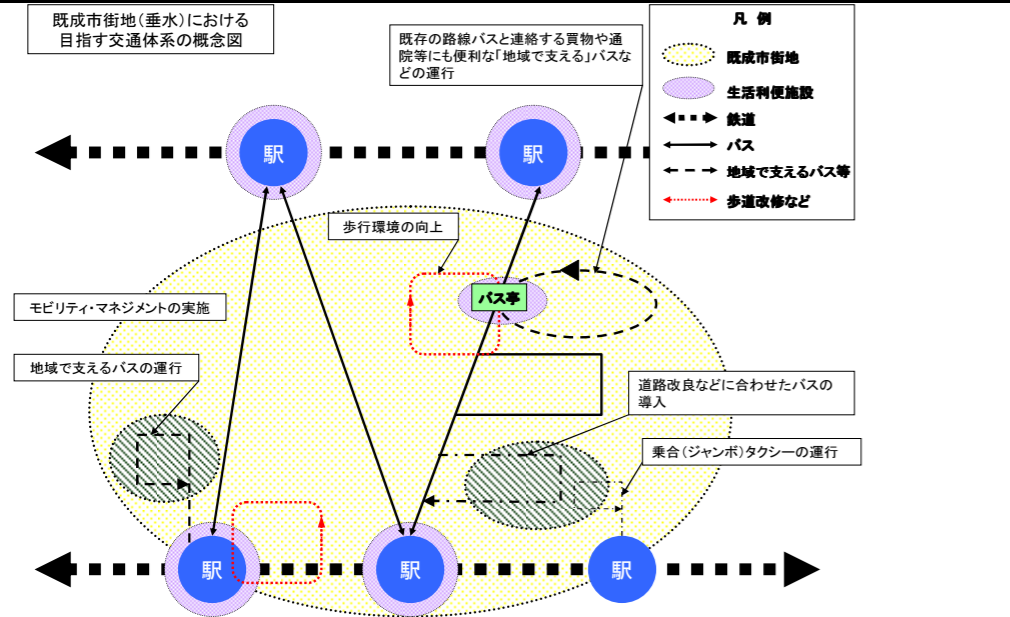 既成市街地(垂水)における
目指す交通体系の概念図
既存の路線バスと連絡する買物や通
院等にも便利な「地域で支える」バスな
どの運行
凡 例
既成市街地
生活利便施設
鉄道
バス
地域で支えるバス等
歩道改修など
駅
駅
歩行環境の向上
バス亭
モビリティ・マネジメントの実施
地域で支えるバスの運行
道路改良などに合わせたバスの
導入
乗合(ジャンボ)タクシーの運行
駅
駅
駅